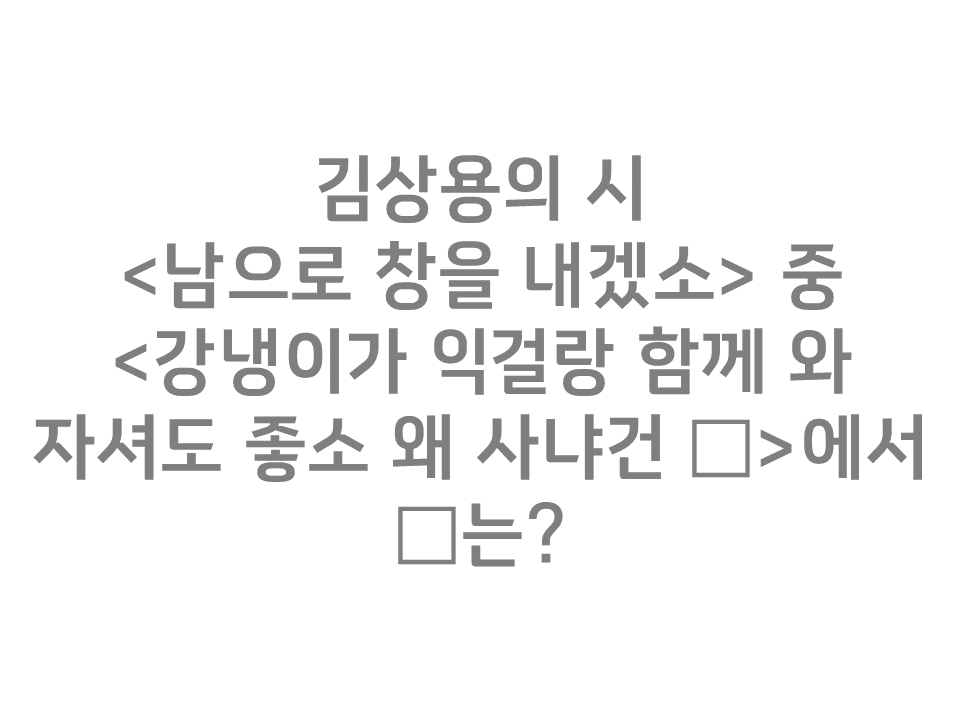 김상용의 시
<남으로 창을 내겠소> 중
<강냉이가 익걸랑 함께 와
자셔도 좋소 왜 사냐건 □>에서
□는?